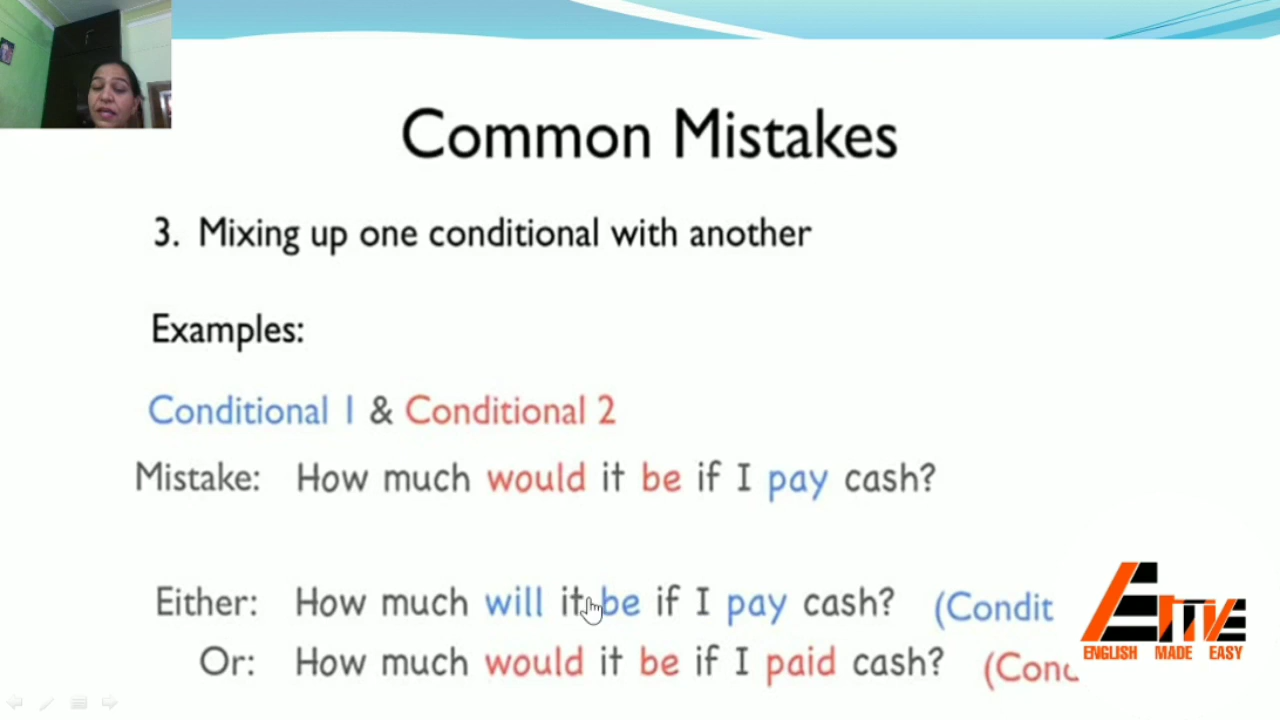 Common Mistakes
3. Mixing up one conditional with another
Examples:
Conditional 1 & Conditional 2
Mistake: How much would it be if I pay cash?
Either: How much will it be if I pay cash? (Condit
Or: How much would it be if I paid cash? (Conc
EME
ENGLISH MADE EASY